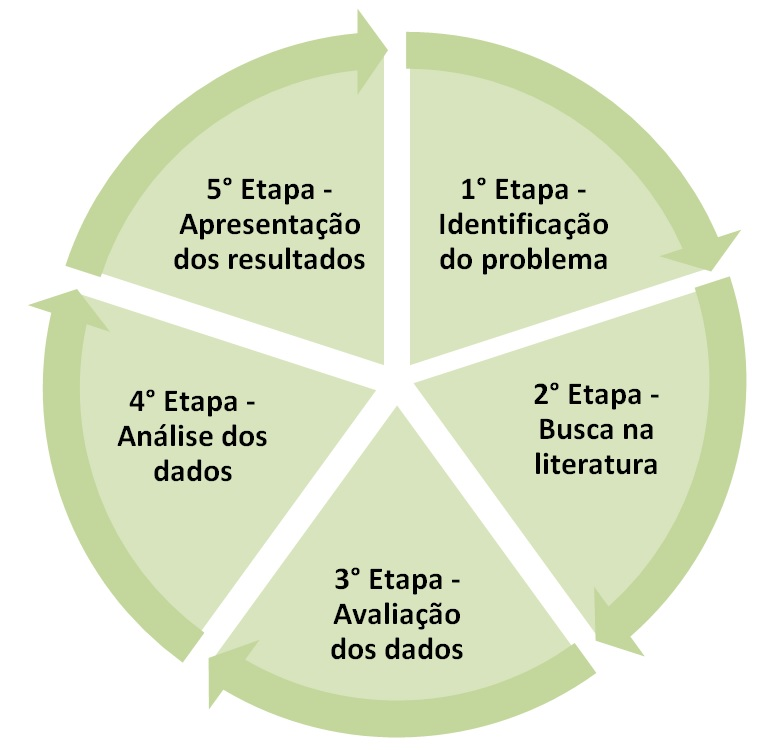 1° Etapa -
Identificação
do problema
2° Etapa -
Busca na
literatura
3° Etapa -
Avaliação
dos dados
4° Etapa -
Análise dos
dados
5° Etapa -
Apresentação
dos resultados